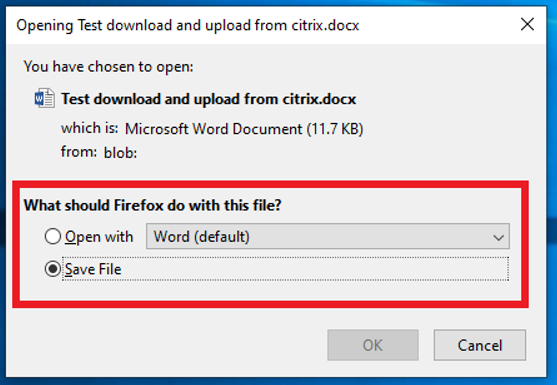 Opening Test download and upload from citrix.docx
You have chosen to open:
Test download and upload from citrix.docx
which is: Microsoft Word Document (11.7 KB)
from: blob:
What should Firefox do with this file?
Open with Word (default)
Save File
OK Cancel